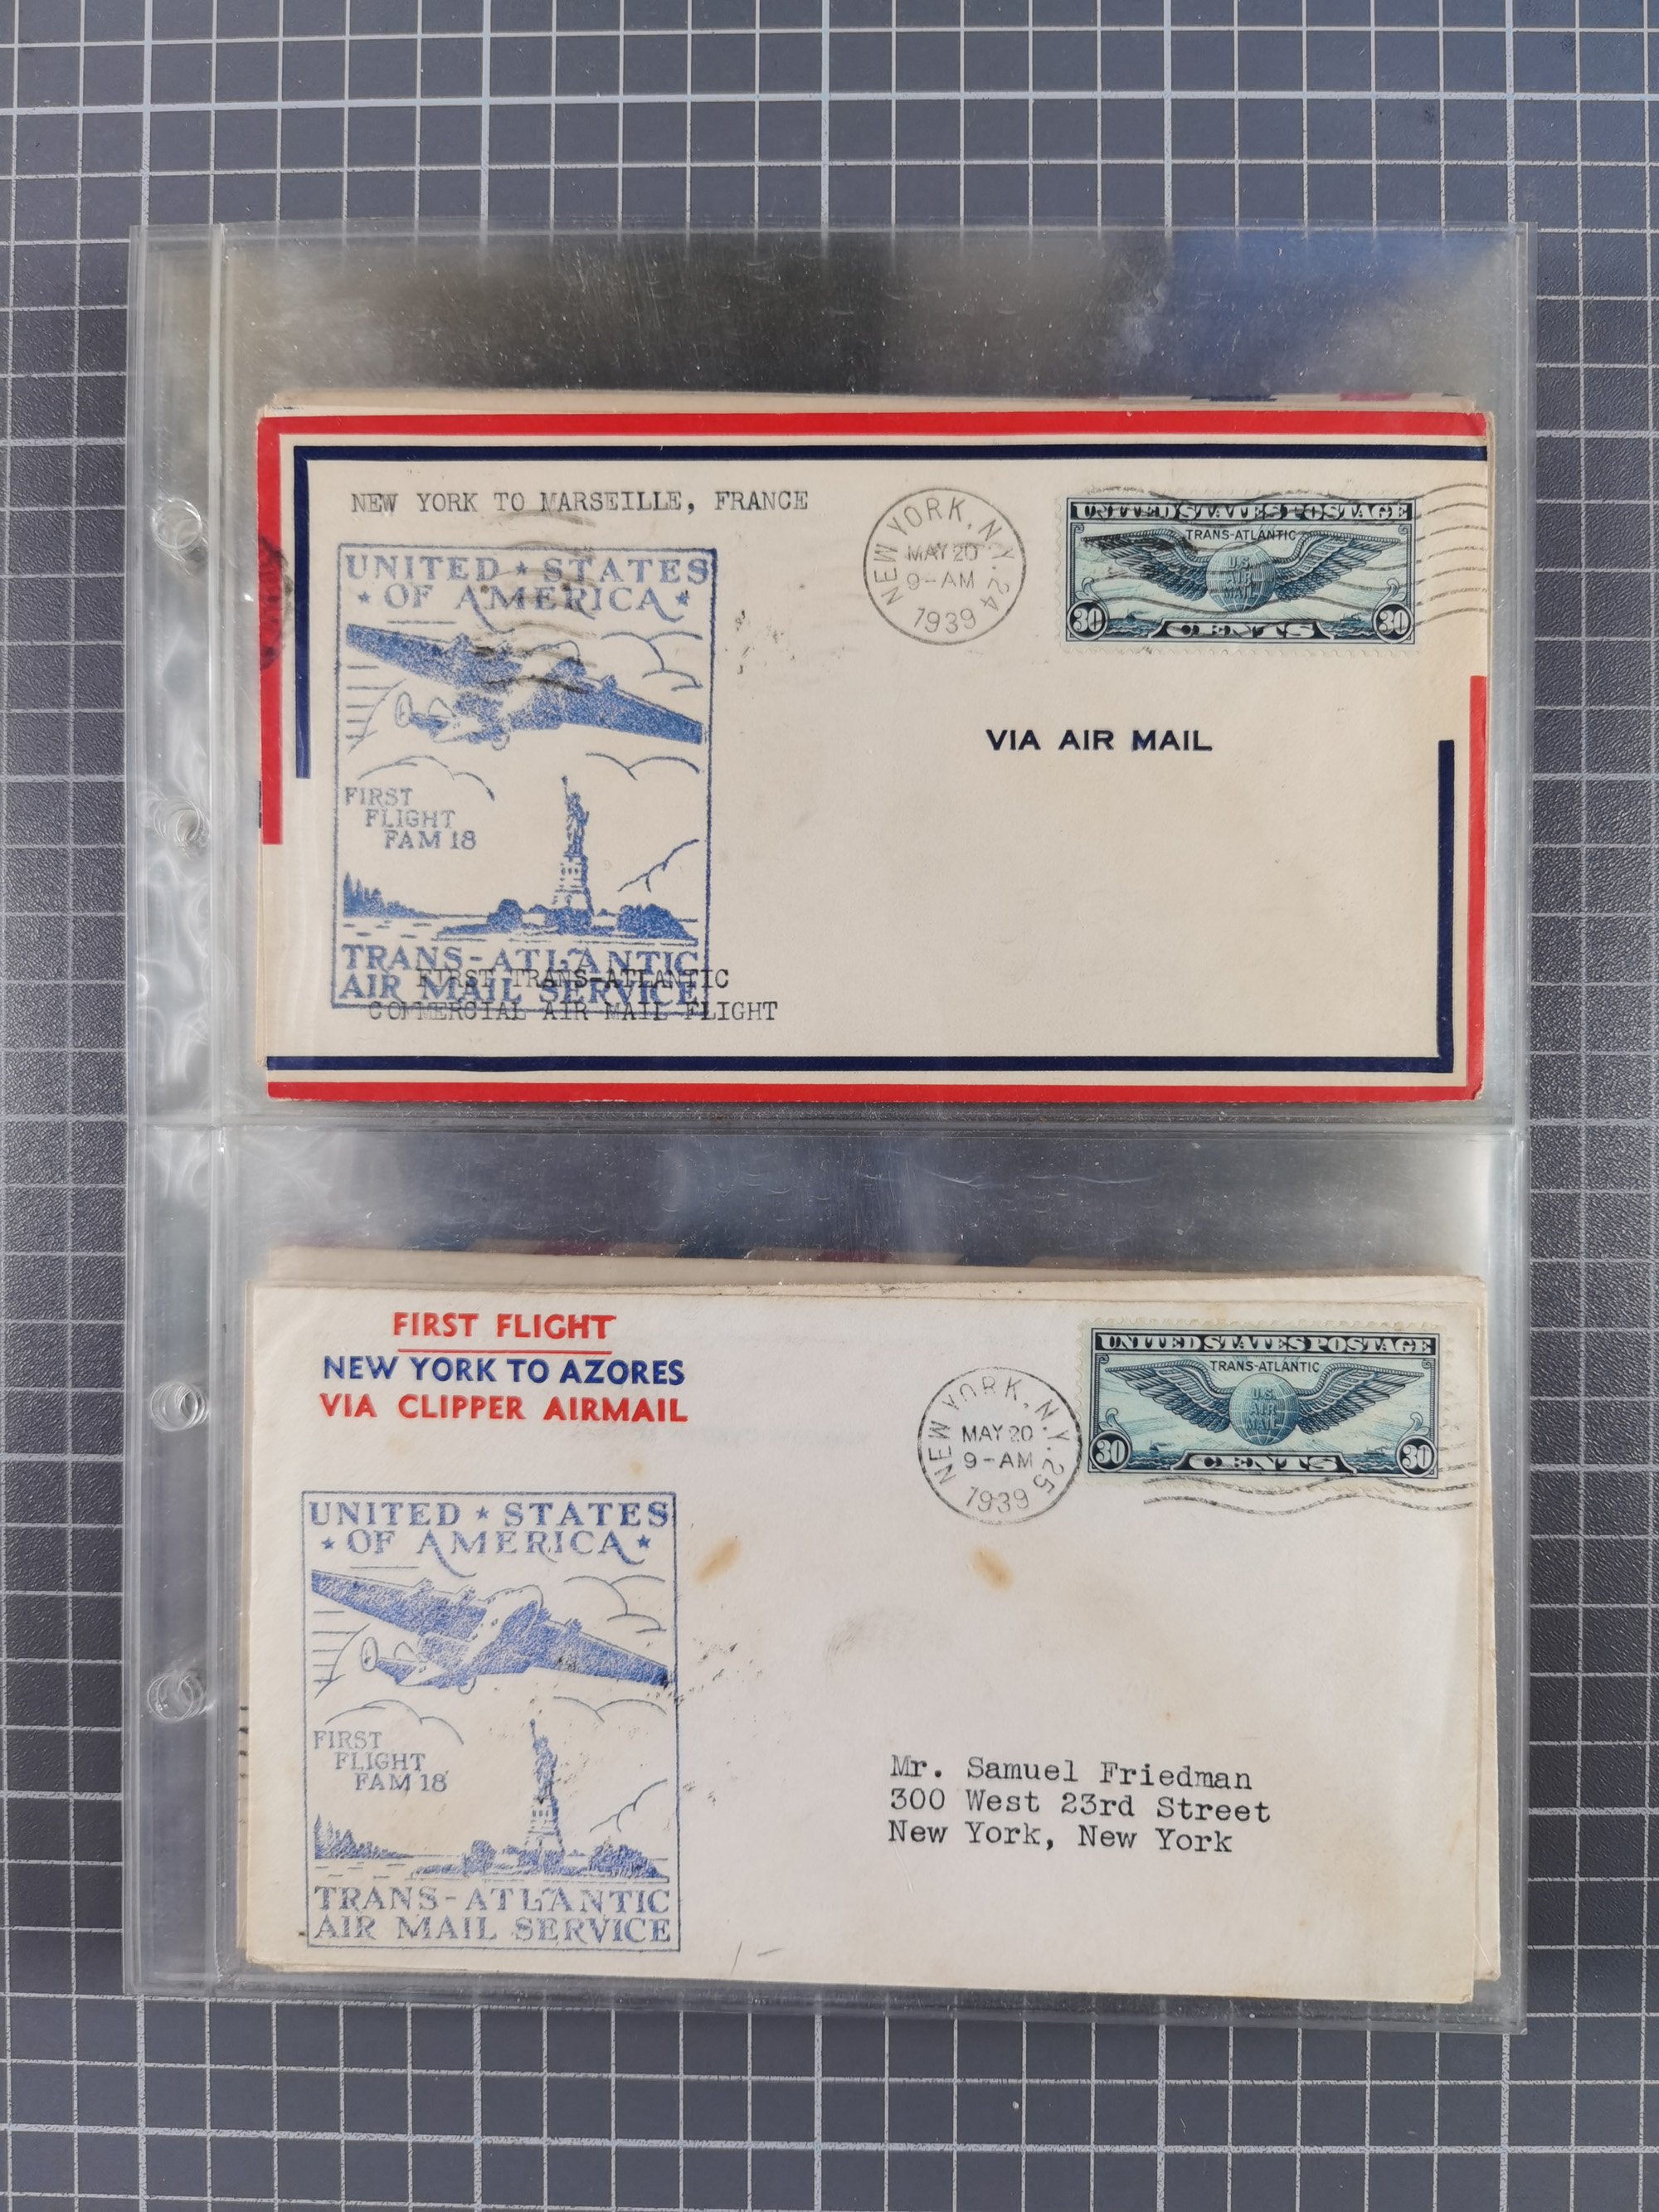 NEW YORK TO MARSEILLE, FRANCE
UNITED ★ STATES
★ OF AMERICA ★
FIRST
FLIGHT
FAM 18
TRANS-ATLANTIC
AIR MAIL SERVICE
FIRST TRANS-ATLANTIC
COMMERCIAL AIR MAIL FLIGHT
NEW YORK, N.Y. 24
MAY 20
9-AM
1939
UNITED STATES POSTAGE
TRANS-ATLANTIC
U.S.
AIR
MAIL
30 CENTS 30
VIA AIR MAIL
FIRST FLIGHT
NEW YORK TO AZORES
VIA CLIPPER AIRMAIL
UNITED ★ STATES
★ OF AMERICA ★
FIRST
FLIGHT
FAM 18
TRANS-ATLANTIC
AIR MAIL SERVICE
NEW YORK, N.Y. 25
MAY 20
9-AM
1939
UNITED STATES POSTAGE
TRANS-ATLANTIC
U.S.
AIR
MAIL
30 CENTS 30
Mr. Samuel Friedman
300 West 23rd Street
New York, New York